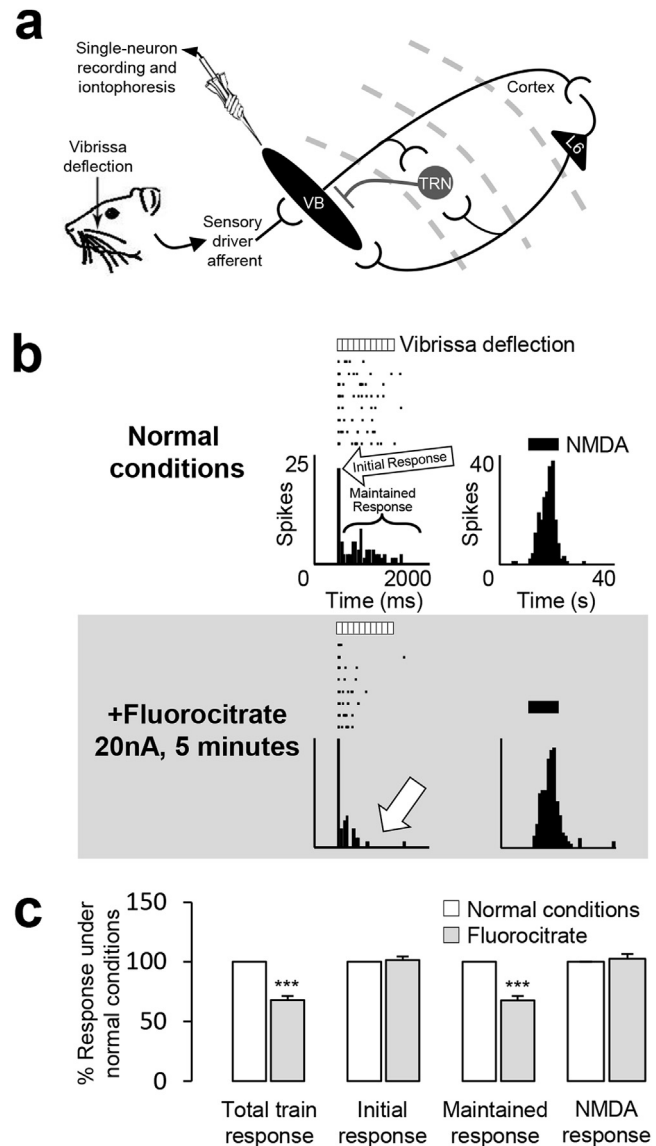 a
Single-neuron
recording and
iontophoresis
Vibrissa
deflection
Sensory
driver
afferent
VB
TRN
Cortex
L6
b
Vibrissa deflection
Normal
conditions
Initial Response
Maintained
Response
25
Spikes
0
2000
Time (ms)
NMDA
40
Spikes
0
40
Time (s)
+Fluorocitrate
20nA, 5 minutes
c
% Response under
normal conditions
150
100
50
0
Normal conditions
Fluorocitrate
***
***
Total train
response
Initial
response
Maintained
response
NMDA
response